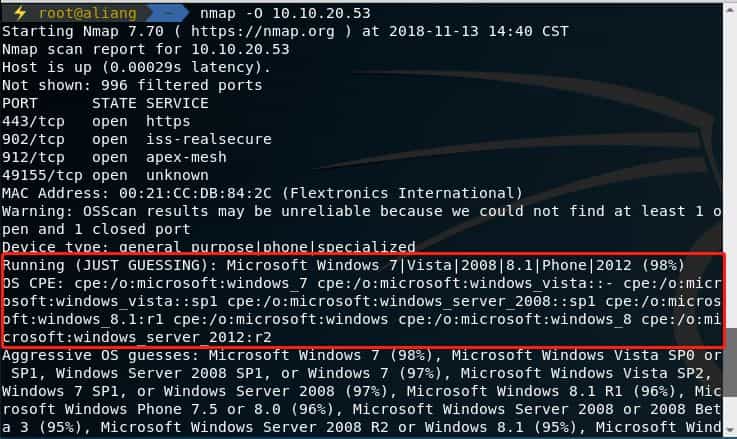 ⚡ root@aliang ~ nmap -O 10.10.20.53
Starting Nmap 7.70 ( https://nmap.org ) at 2018-11-13 14:40 CST
Nmap scan report for 10.10.20.53
Host is up (0.00029s latency).
Not shown: 996 filtered ports
PORT      STATE SERVICE
443/tcp   open  https
902/tcp   open  iss-realsecure
912/tcp   open  apex-mesh
49155/tcp open  unknown
MAC Address: 00:21:CC:DB:84:2C (Flextronics International)
Warning: OSScan results may be unreliable because we could not find at least 1 o
pen and 1 closed port
Device type: general purpose|phone|specialized
Running (JUST GUESSING): Microsoft Windows 7|Vista|2008|8.1|Phone|2012 (98%)
OS CPE: cpe:/o:microsoft:windows_7 cpe:/o:microsoft:windows_vista::- cpe:/o:micr
osoft:windows_vista::sp1 cpe:/o:microsoft:windows_server_2008::sp1 cpe:/o:micros
oft:windows_8.1:r1 cpe:/o:microsoft:windows cpe:/o:microsoft:windows_8 cpe:/o:mi
crosoft:windows_server_2012:r2
Aggressive OS guesses: Microsoft Windows 7 (98%), Microsoft Windows Vista SP0 or
 SP1, Windows Server 2008 SP1, or Windows 7 (97%), Microsoft Windows Vista SP2,
Windows 7 SP1, or Windows Server 2008 (97%), Microsoft Windows 8.1 R1 (96%), Mic
rosoft Windows Phone 7.5 or 8.0 (96%), Microsoft Windows Server 2008 or 2008 Bet
a 3 (95%), Microsoft Windows Server 2008 R2 or Windows 8.1 (95%), Microsoft Wind